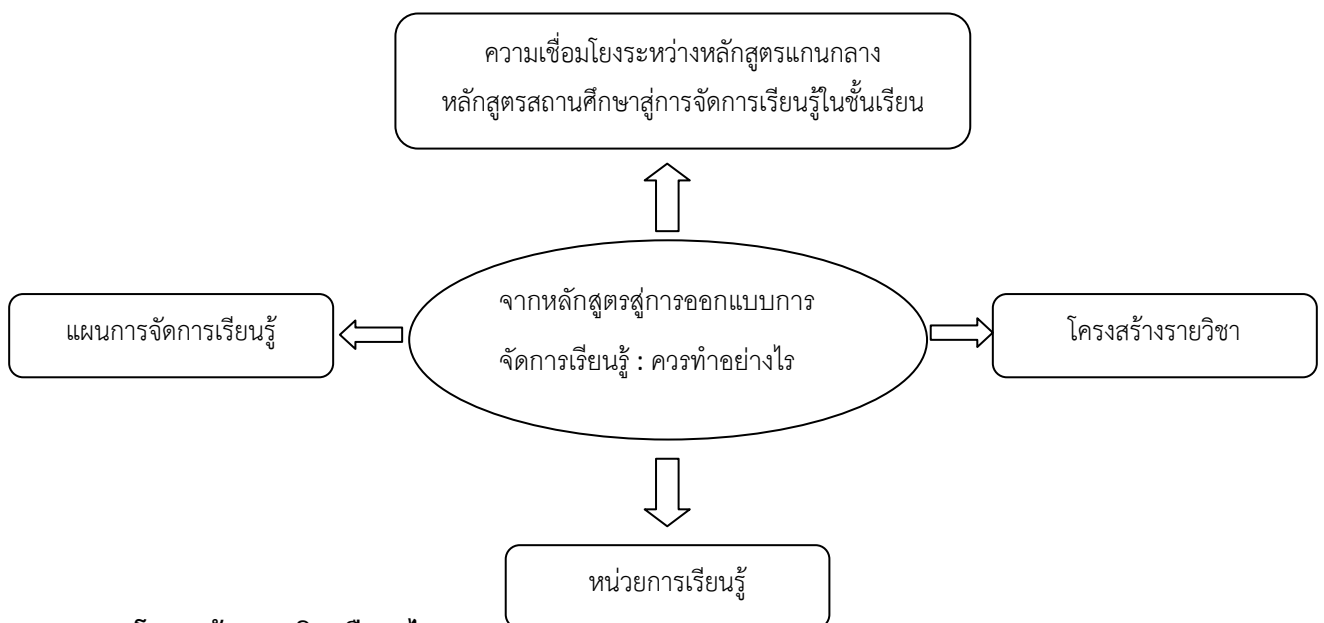 ความเชื่อมโยงระหว่างหลักสูตรแกนกลาง
หลักสูตรสถานศึกษาสู่การจัดการเรียนรู้ในชั้นเรียน
จากหลักสูตรสู่การออกแบบการ
จัดการเรียนรู้ : ควรทำอย่างไร
แผนการจัดการเรียนรู้
โครงสร้างรายวิชา
หน่วยการเรียนรู้